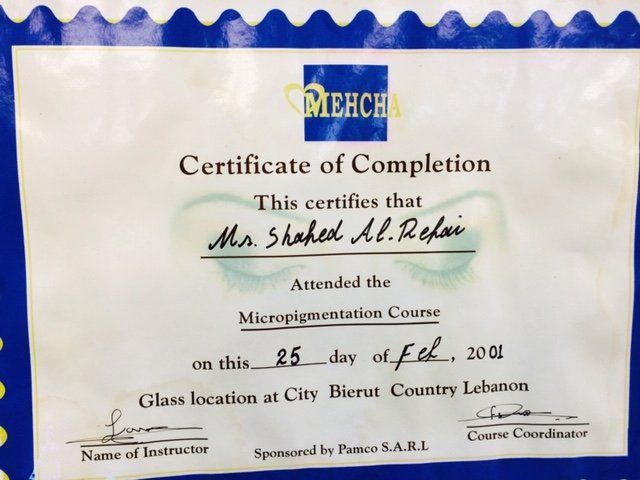 MEHCHA
Certificate of Completion
This certifies that
Ms. Shahed Al. Refai
Attended the
Micropigmentation Course
on this 25 day of Feb, 2001
Glass location at City Bierut Country Lebanon
Name of Instructor
Sponsored by Pamco S.A.R.L
Course Coordinator